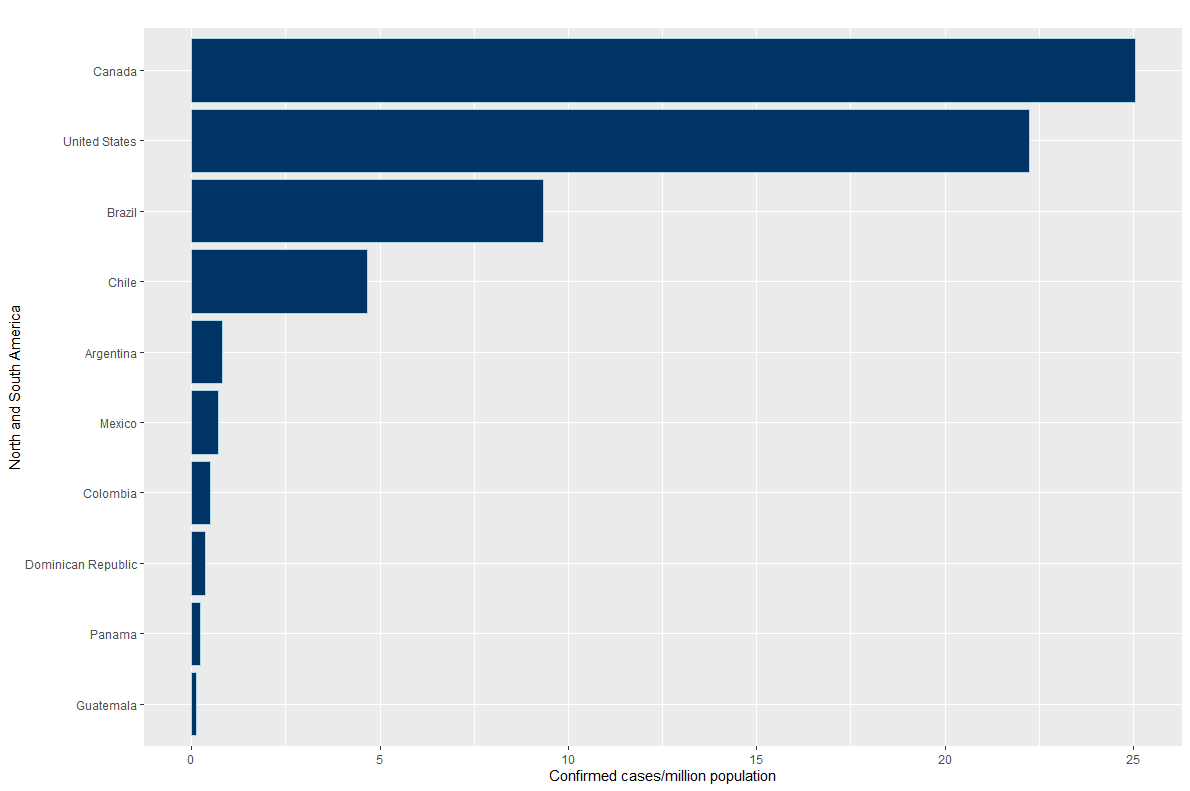 North and South America
Canada
United States
Brazil
Chile
Argentina
Mexico
Colombia
Dominican Republic
Panama
Guatemala
0 5 10 15 20 25
Confirmed cases/million population